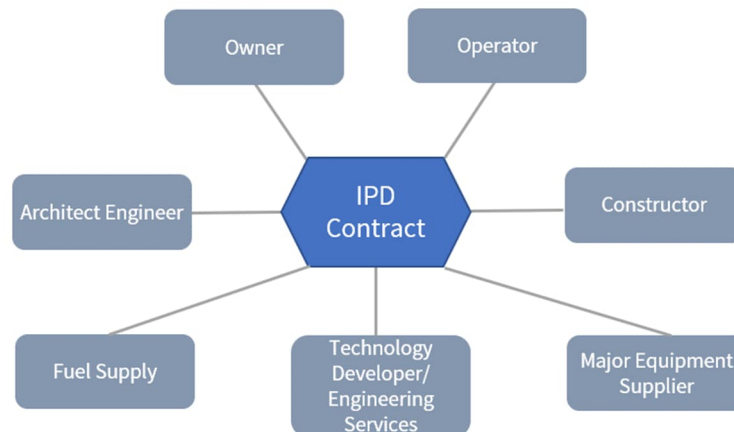 Owner
Operator
IPD
Contract
Architect Engineer
Constructor
Fuel Supply
Technology
Developer/
Engineering
Services
Major Equipment
Supplier